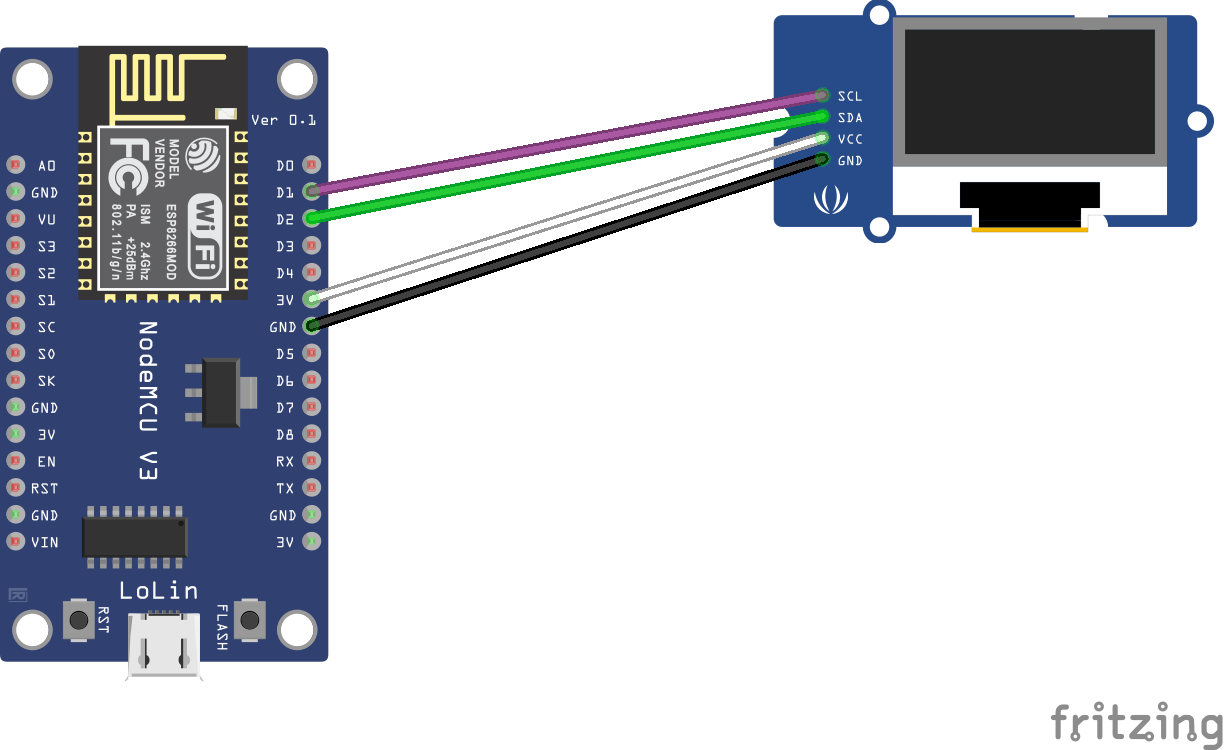 Ver 0.1
MODEL
VENDOR
FC
WiFi
ISM 2.4Ghz
PA +25dBm
802.11b/g/n
ESP8266MOD
A0
GND
VU
S3
S2
S1
SC
S0
SK
GND
3V
EN
RST
GND
VIN
D0
D1
D2
D3
D4
3V
GND
D5
D6
D7
D8
RX
TX
GND
3V
NodeMCU V3
LoLin
RST
FLASH
SCL
SDA
VCC
GND
fritzing